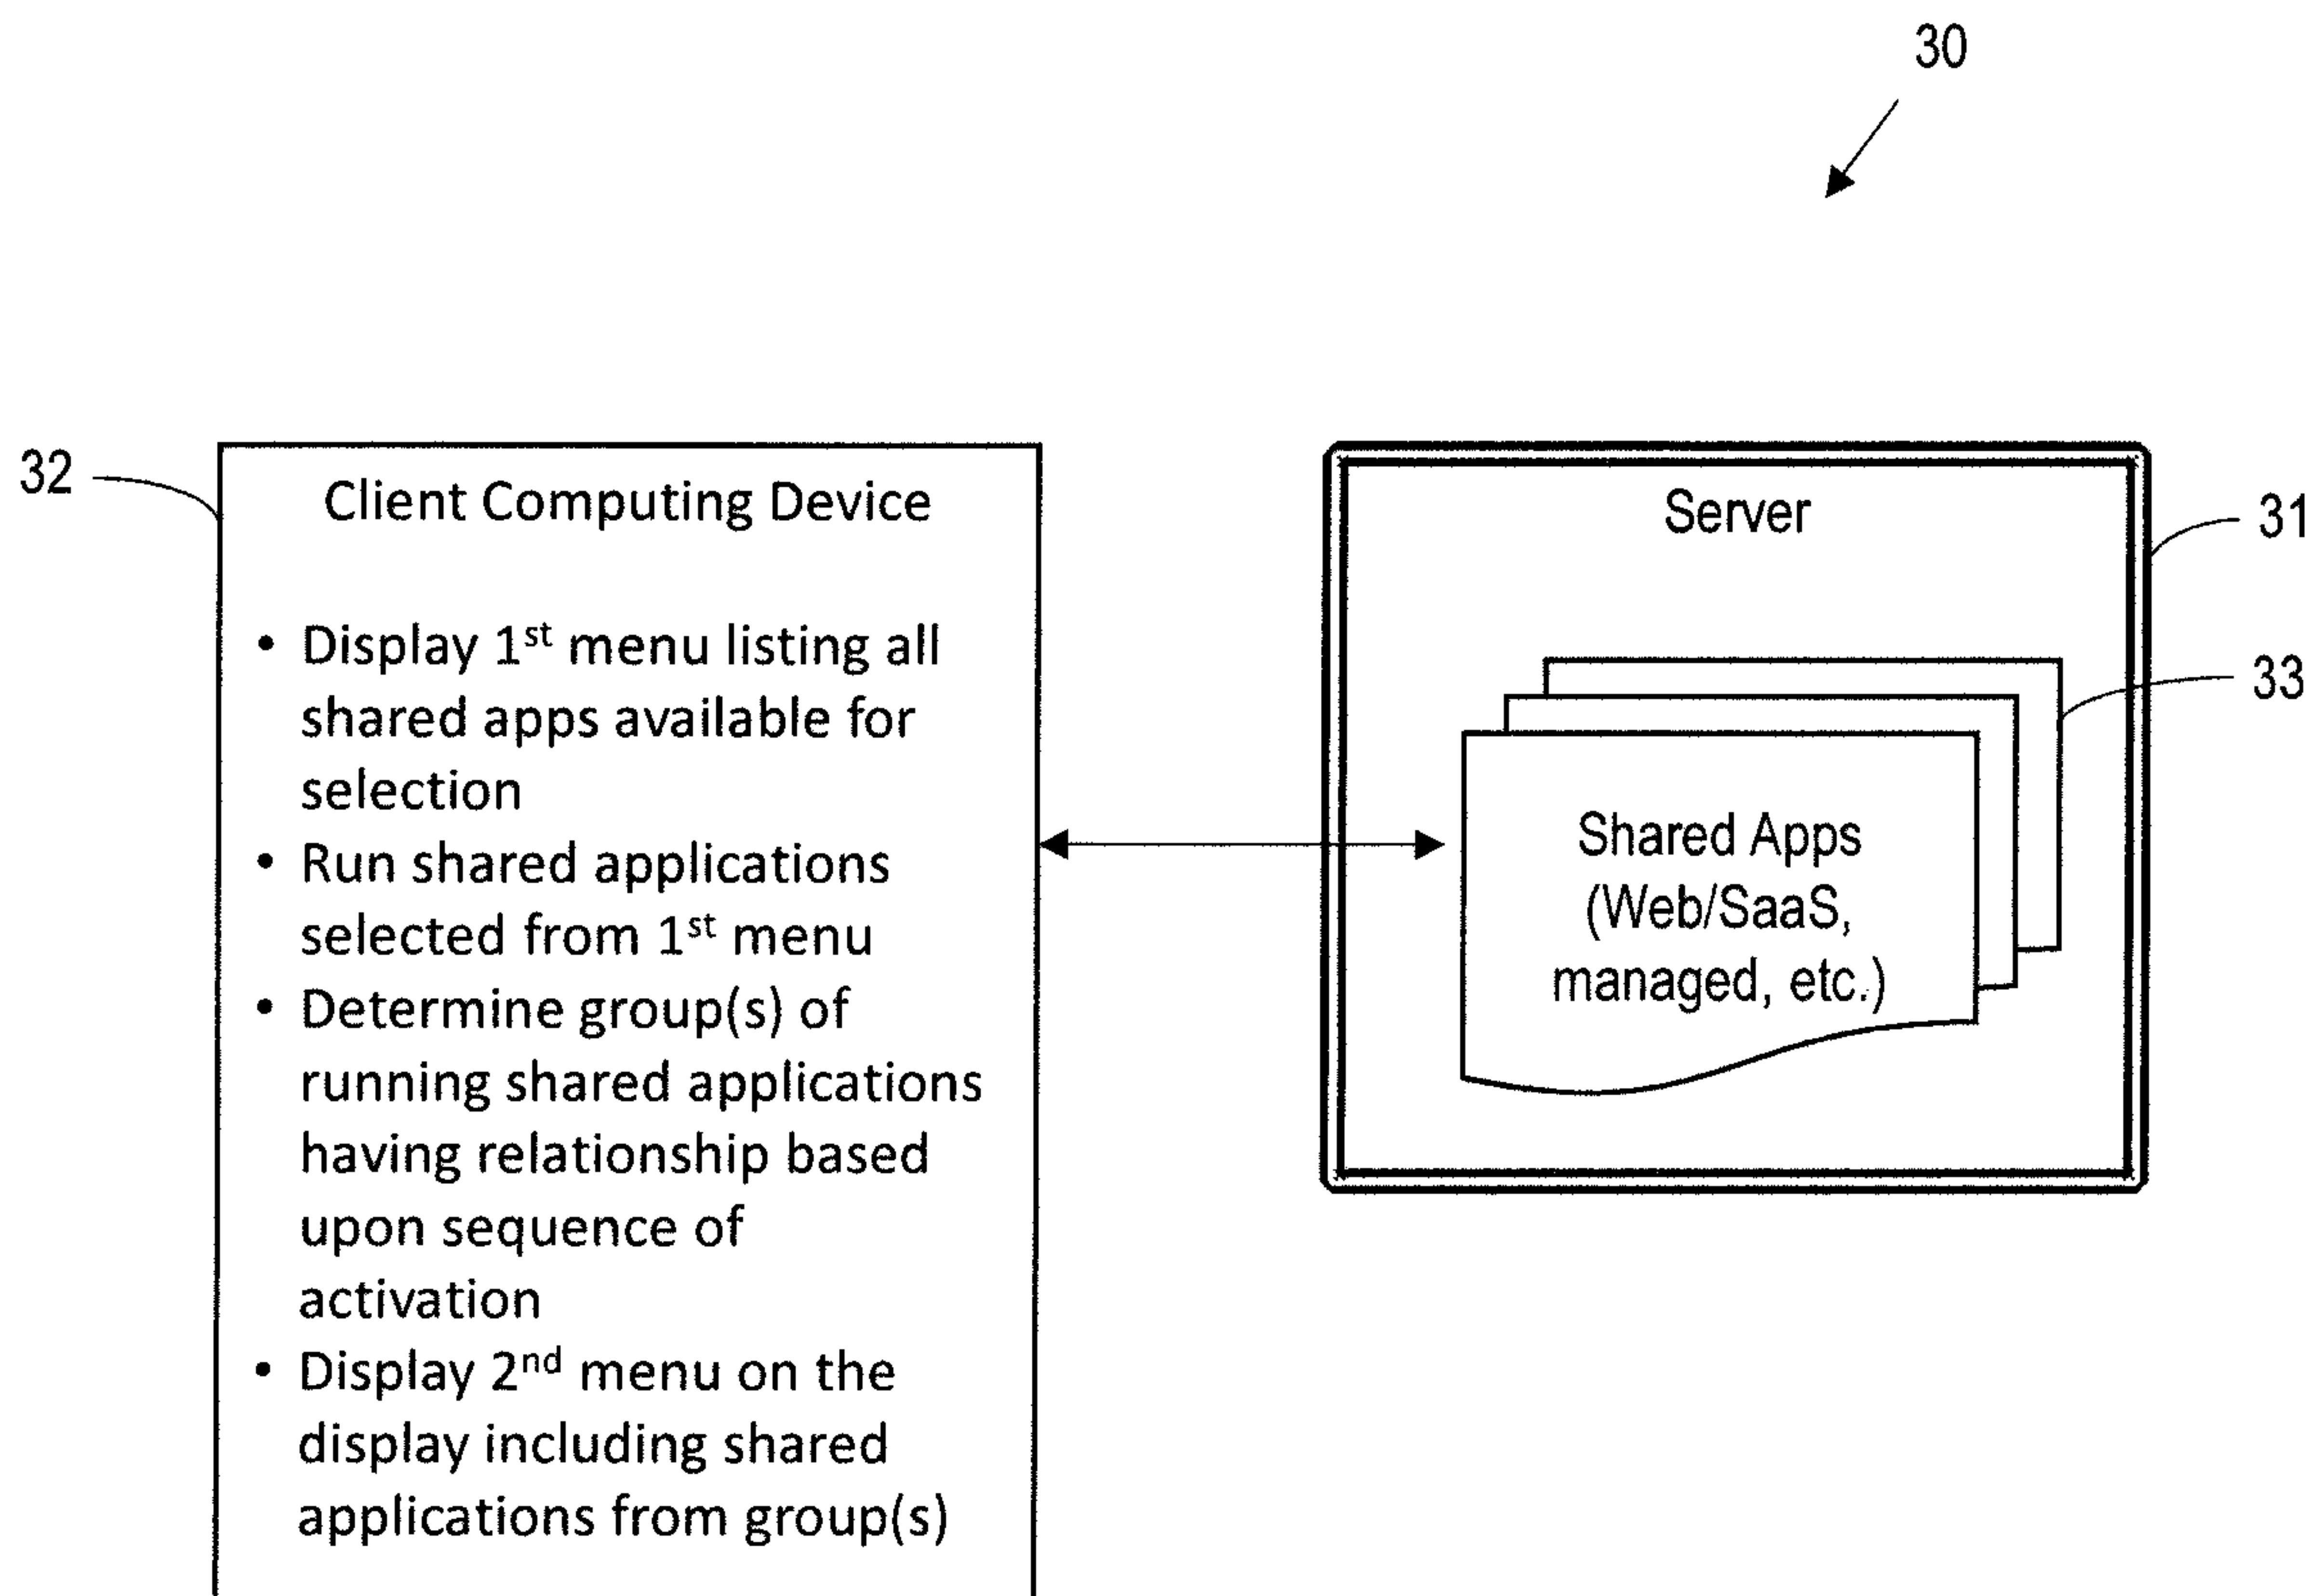 30
32
Client Computing Device
• Display 1st menu listing all
shared apps available for
selection
• Run shared applications
selected from 1st menu
• Determine group(s) of
running shared applications
having relationship based
upon sequence of
activation
• Display 2nd menu on the
display including shared
applications from group(s)
Server
31
33
Shared Apps
(Web/SaaS,
managed, etc.)